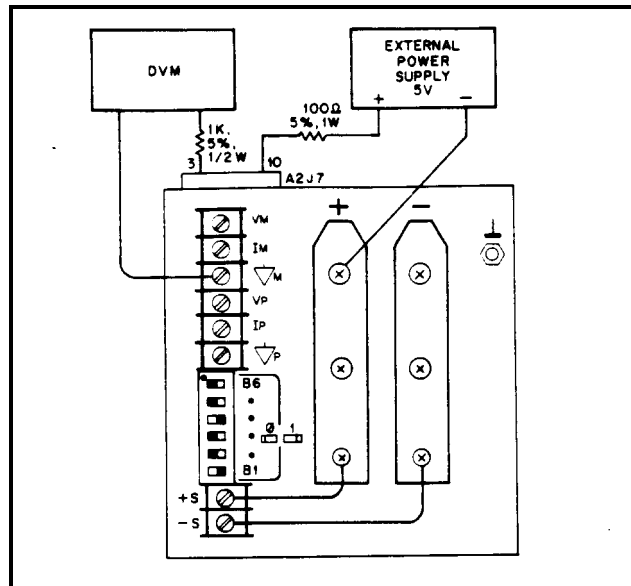 DVM
EXTERNAL
POWER
SUPPLY
5V
+ −
100Ω
5%, 1W
1K,
5%,
1/2 W
3
10
A2J7
VM
IM
▽M
VP
IP
▽P
+ −
B6
0 1
B1
+S
−S